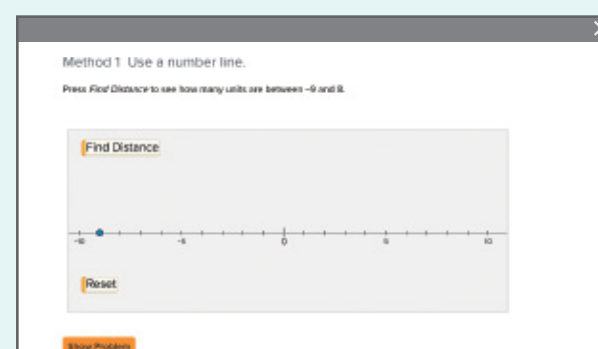 Method 1 Use a number line.
Press Find Distance to see how many units are between –9 and 8.
Find Distance
-10 -5 0 5 10
Reset
Show Problem